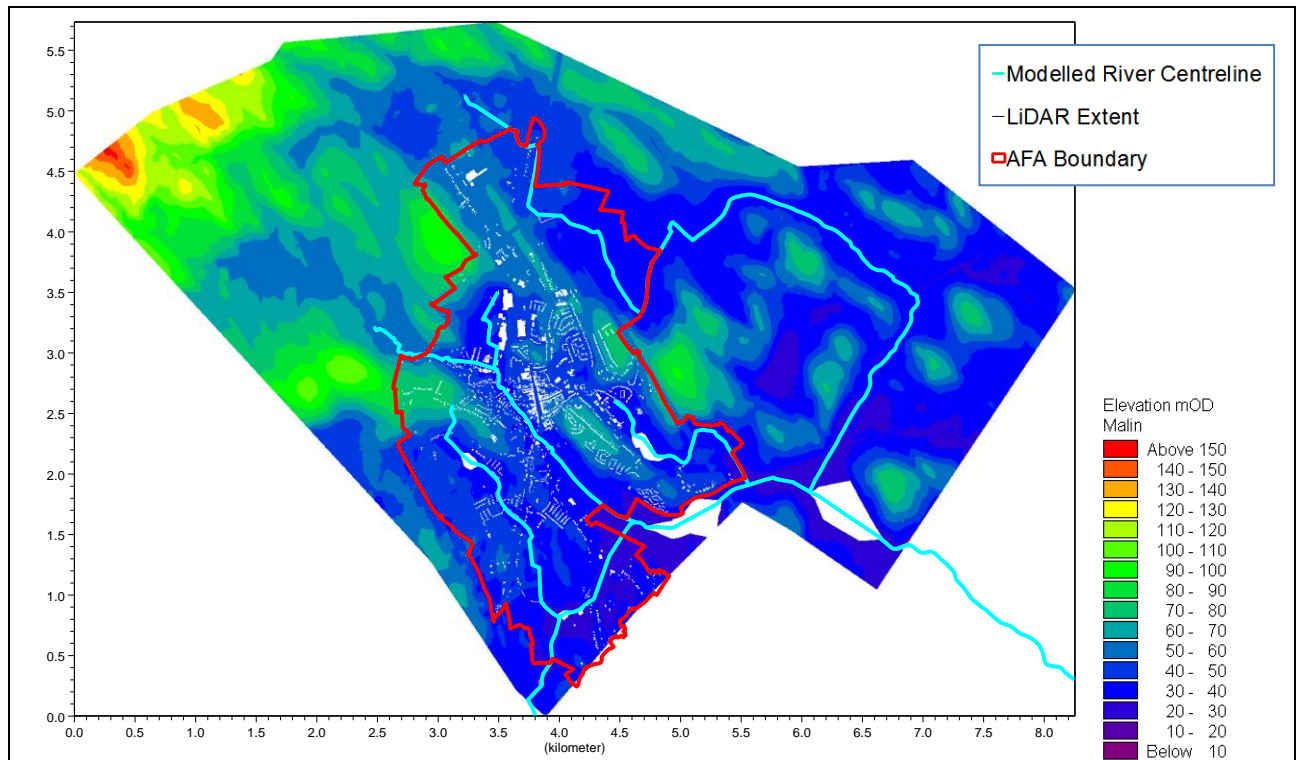 Modelled River Centreline
LiDAR Extent
AFA Boundary
5.5
5.0
4.5
4.0
3.5
3.0
2.5
2.0
1.5
1.0
0.5
0.0
0.0 0.5 1.0 1.5 2.0 2.5 3.0 3.5 4.0 4.5 5.0 5.5 6.0 6.5 7.0 7.5 8.0
(kilometer)
Elevation mOD
Malin
Above 150
140 - 150
130 - 140
120 - 130
110 - 120
100 - 110
90 - 100
80 - 90
70 - 80
60 - 70
50 - 60
40 - 50
30 - 40
20 - 30
10 - 20
Below 10